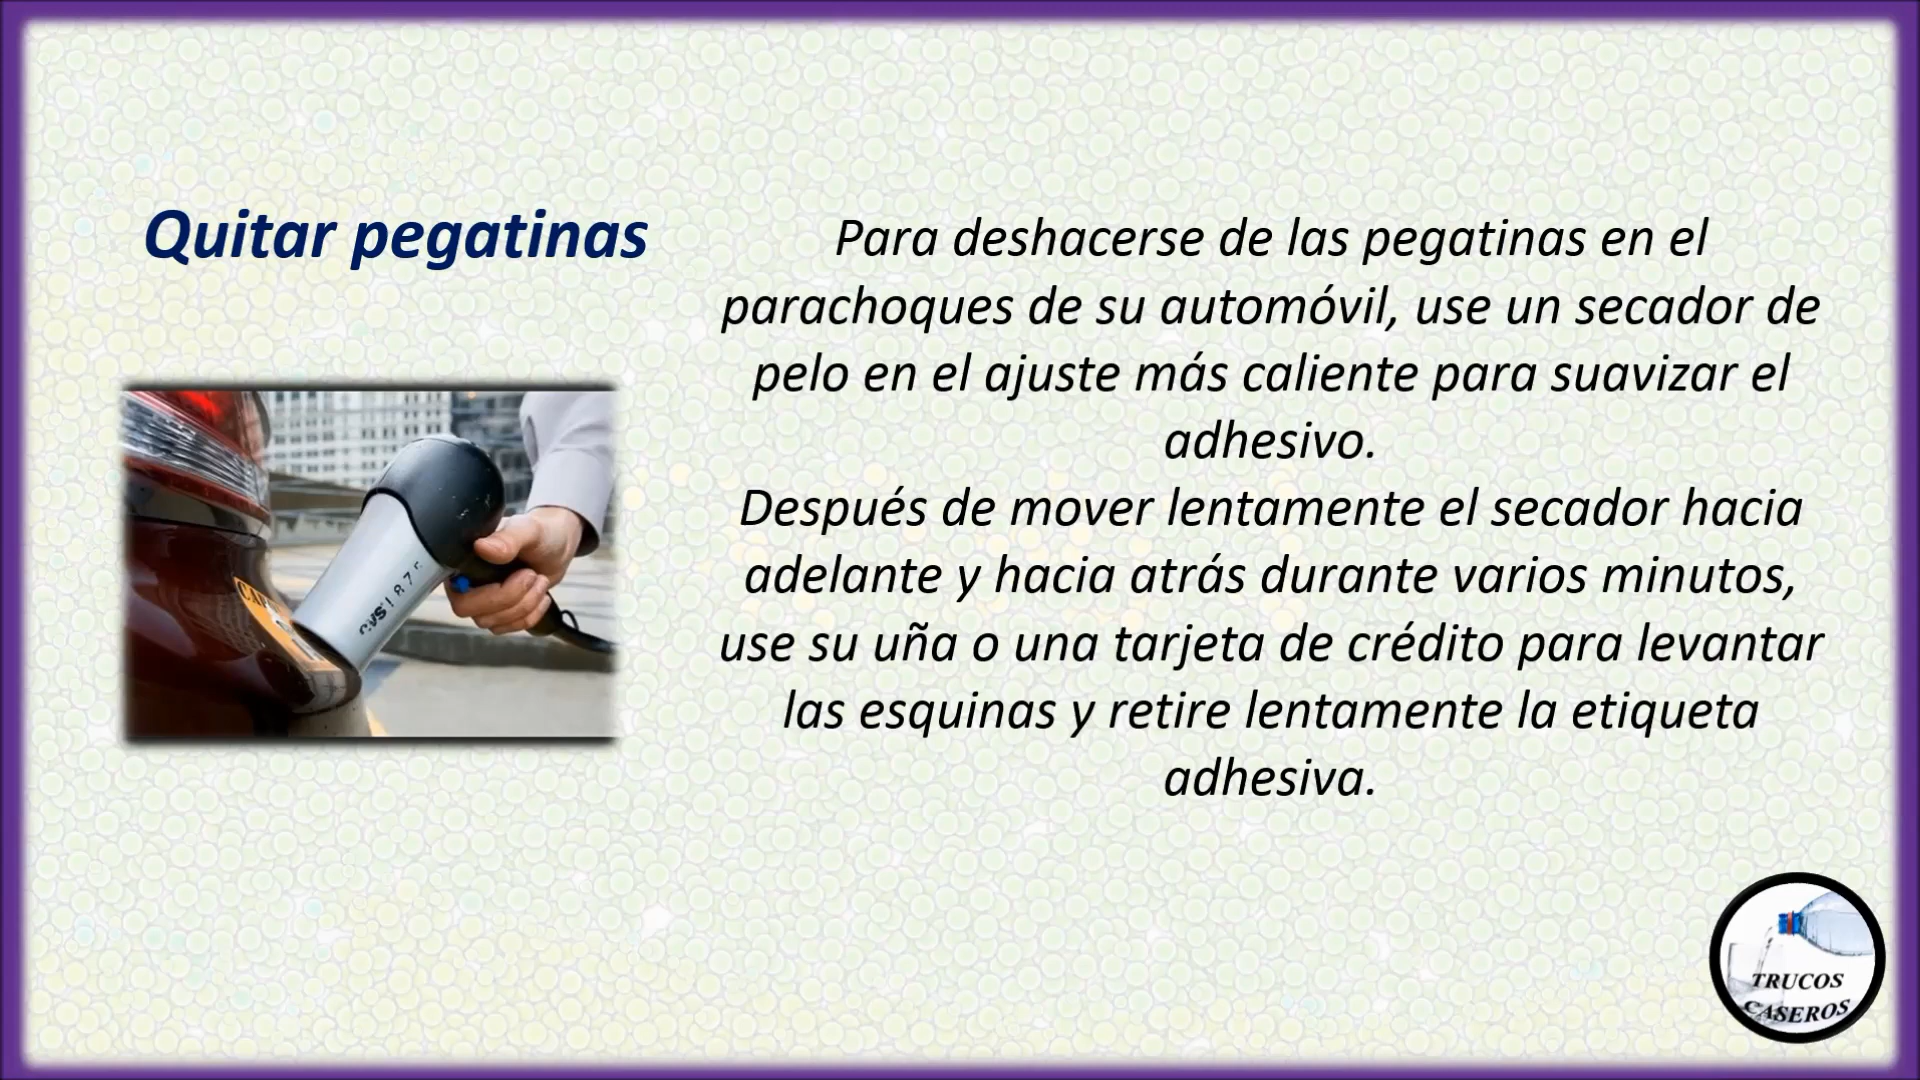 Quitar pegatinas
Para deshacerse de las pegatinas en el
parachoques de su automóvil, use un secador de
pelo en el ajuste más caliente para suavizar el
adhesivo.
Después de mover lentamente el secador hacia
adelante y hacia atrás durante varios minutos,
use su uña o una tarjeta de crédito para levantar
las esquinas y retire lentamente la etiqueta
adhesiva.
1875
TRUCOS
CASEROS